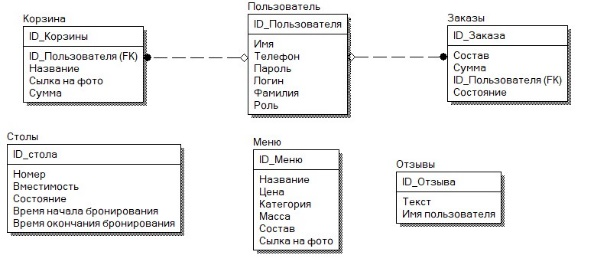 Корзина
ID_Корзины
ID_Пользователя (FK)
Название
Сылка на фото
Сумма
Пользователь
ID_Пользователя
Имя
Телефон
Пароль
Логин
Фамилия
Роль
Заказы
ID_Заказа
Состав
Сумма
ID_Пользователя (FK)
Состояние
Столы
ID_стола
Номер
Вместимость
Состояние
Время начала бронирования
Время окончания бронирования
Меню
ID_Меню
Название
Цена
Категория
Масса
Состав
Сылка на фото
Отзывы
ID_Отзыва
Текст
Имя пользователя